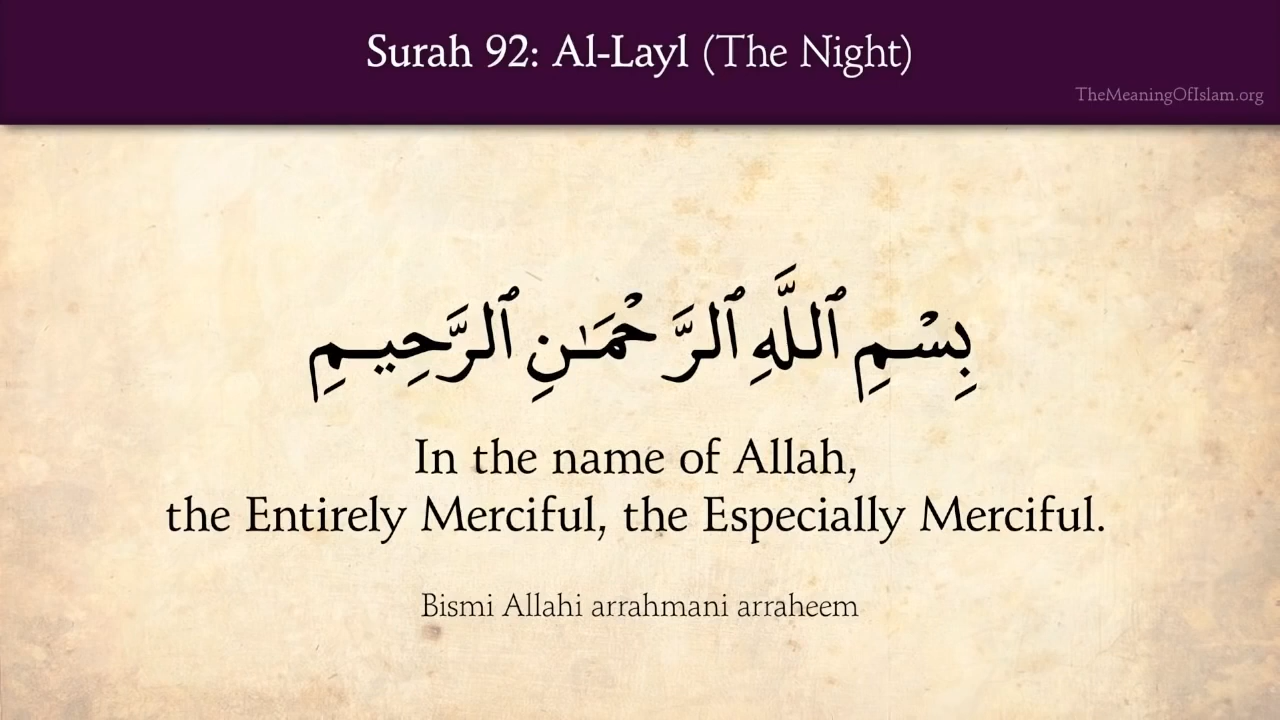 Surah 92: Al-Layl (The Night)
TheMeaningOfIslam.org
بِسْمِ ٱللَّهِ ٱلرَّحْمَـٰنِ ٱلرَّحِيـمِ
In the name of Allah,
the Entirely Merciful, the Especially Merciful.
Bismi Allahi arrahmani arraheem